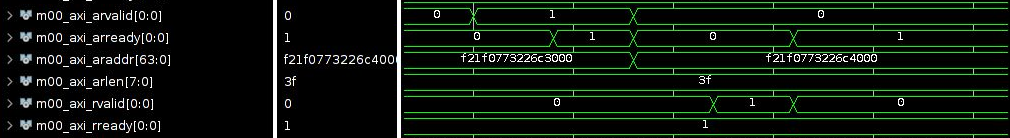 m00_axi_arvalid[0:0] 0 0 1 0
m00_axi_arready[0:0] 1 0 1 0 1
m00_axi_araddr[63:0] f21f0773226c400 f21f0773226c3000 f21f0773226c4000
m00_axi_arlen[7:0] 3f 3f
m00_axi_rvalid[0:0] 0 0 1 0
m00_axi_rready[0:0] 1 1